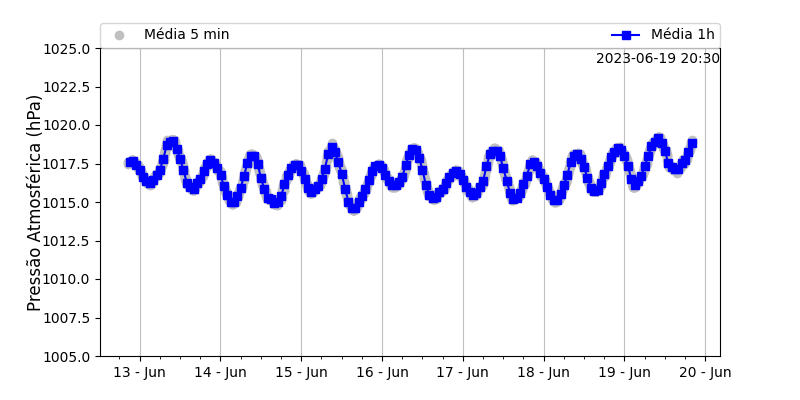 Média 5 min
Média 1h
2023-06-19 20:30
Pressão Atmosférica (hPa)
1025.0
1022.5
1020.0
1017.5
1015.0
1012.5
1010.0
1007.5
1005.0
13 - Jun
14 - Jun
15 - Jun
16 - Jun
17 - Jun
18 - Jun
19 - Jun
20 - Jun